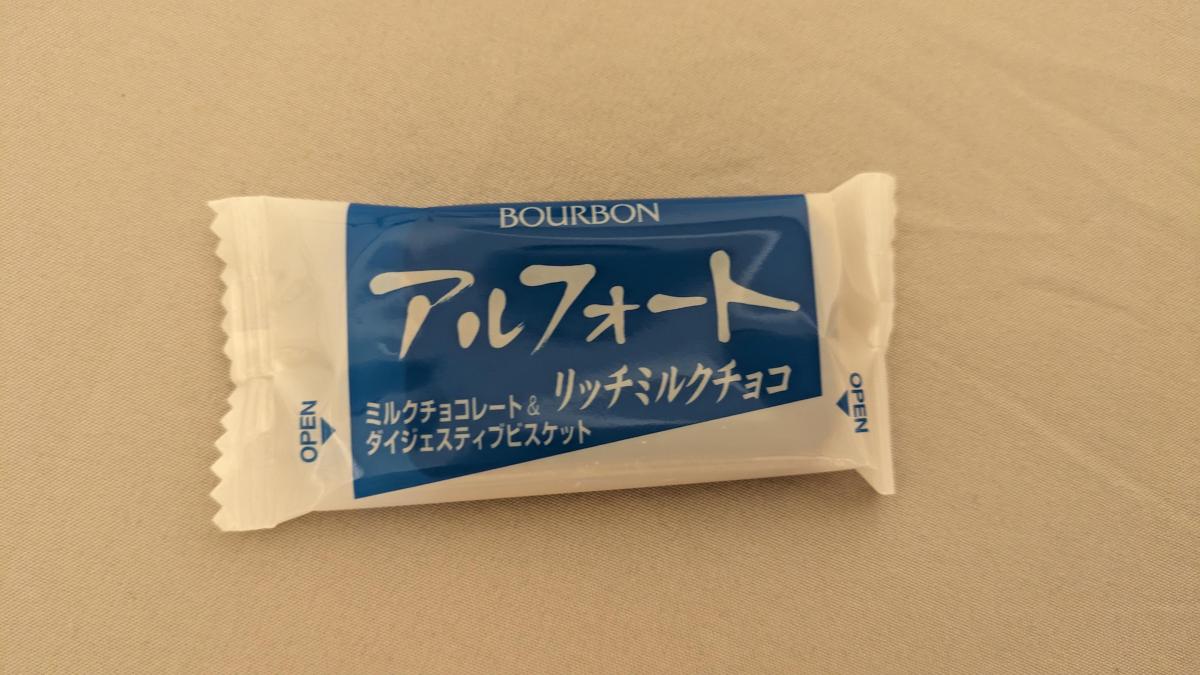 BOURBON
アルフォート
リッチミルクチョコ
ミルクチョコレート&
ダイジェスティブビスケット
OPEN
OPEN